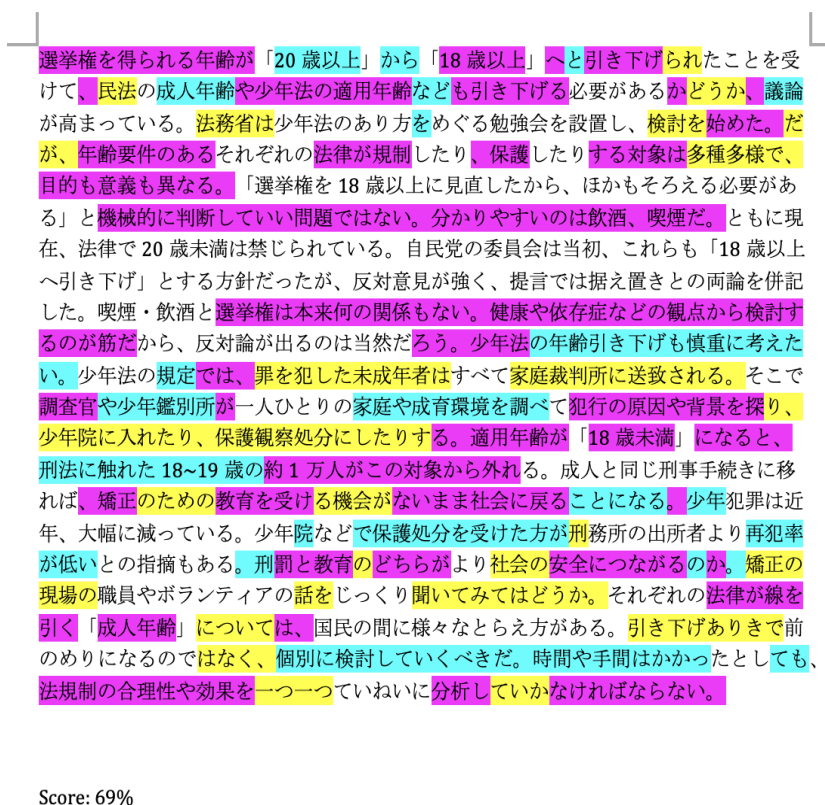 選挙権を得られる年齢が「20 歳以上」から「18 歳以上」へと引き下げられたことを受
けて、民法の成人年齢や少年法の適用年齢なども引き下げる必要があるかどうか、議論
が高まっている。法務省は少年法のあり方をめぐる勉強会を設置し、検討を始めた。だ
が、年齢要件のあるそれぞれの法律が規制したり、保護したりする対象は多種多様で、
目的も意義も異なる。「選挙権を 18 歳以上に見直したから、ほかもそろえる必要があ
る」と機械的に判断していい問題ではない。分かりやすいのは飲酒、喫煙だ。ともに現
在、法律で 20 歳未満は禁じられている。自民党の委員会は当初、これらも「18 歳以上
へ引き下げ」とする方針だったが、反対意見が強く、提言では据え置きとの両論を併記
した。喫煙・飲酒と選挙権は本来何の関係もない。健康や依存症などの観点から検討す
るのが筋だから、反対論が出るのは当然だろう。少年法の年齢引き下げも慎重に考えた
い。少年法の規定では、罪を犯した未成年者はすべて家庭裁判所に送致される。そこで
調査官や少年鑑別所が一人ひとりの家庭や成育環境を調べて犯行の原因や背景を探り、
少年院に入れたり、保護観察処分にしたりする。適用年齢が「18 歳未満」になると、
刑法に触れた 18~19 歳の約 1 万人がこの対象から外れる。成人と同じ刑事手続きに移
れば、矯正のための教育を受ける機会がないまま社会に戻ることになる。少年犯罪は近
年、大幅に減っている。少年院などで保護処分を受けた方が刑務所の出所者より再犯率
が低いとの指摘もある。刑罰と教育のどちらがより社会の安全につながるのか。矯正の
現場の職員やボランティアの話をじっくり聞いてみてはどうか。それぞれの法律が線を
引く「成人年齢」については、国民の間に様々なとらえ方がある。引き下げありきで前
のめりになるのではなく、個別に検討していくべきだ。時間や手間はかかったとしても、
法規制の合理性や効果を一つ一つていねいに分析していかなければならない。
Score: 69%